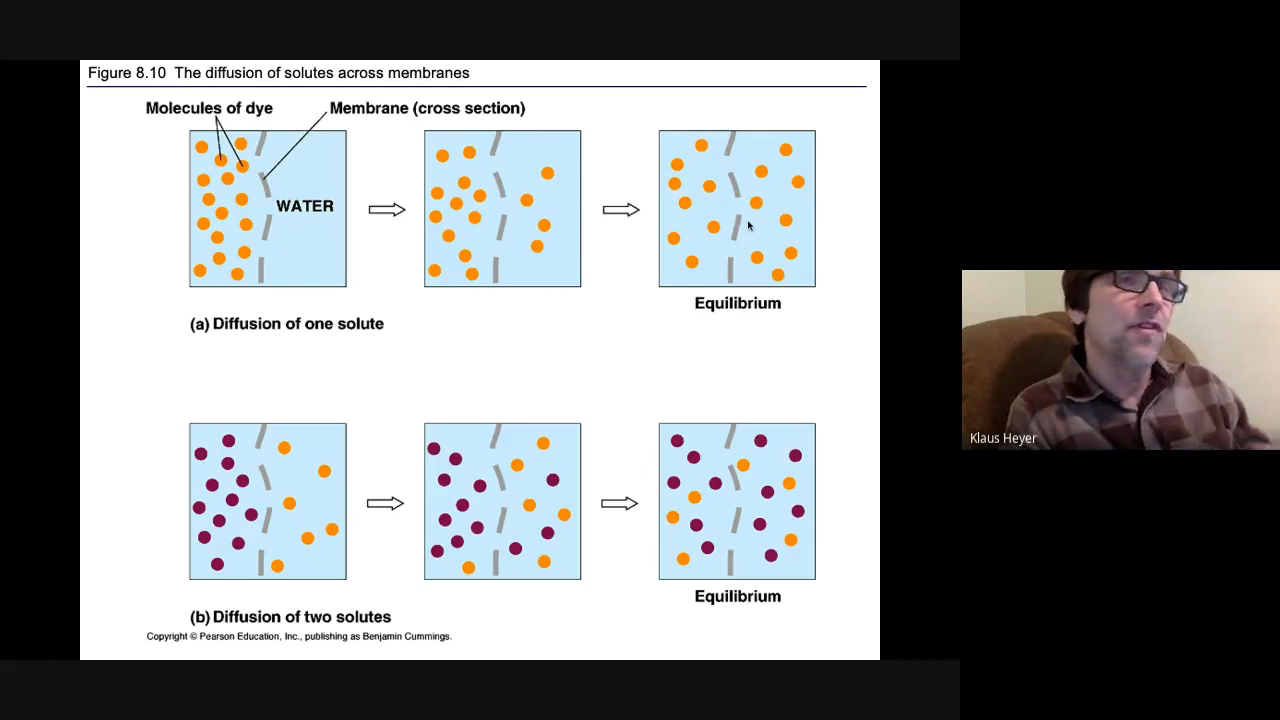 Figure 8.10 The diffusion of solutes across membranes
Molecules of dye
Membrane (cross section)
WATER
Equilibrium
(a) Diffusion of one solute
Equilibrium
(b) Diffusion of two solutes
Copyright © Pearson Education, Inc., publishing as Benjamin Cummings.
Klaus Heyer